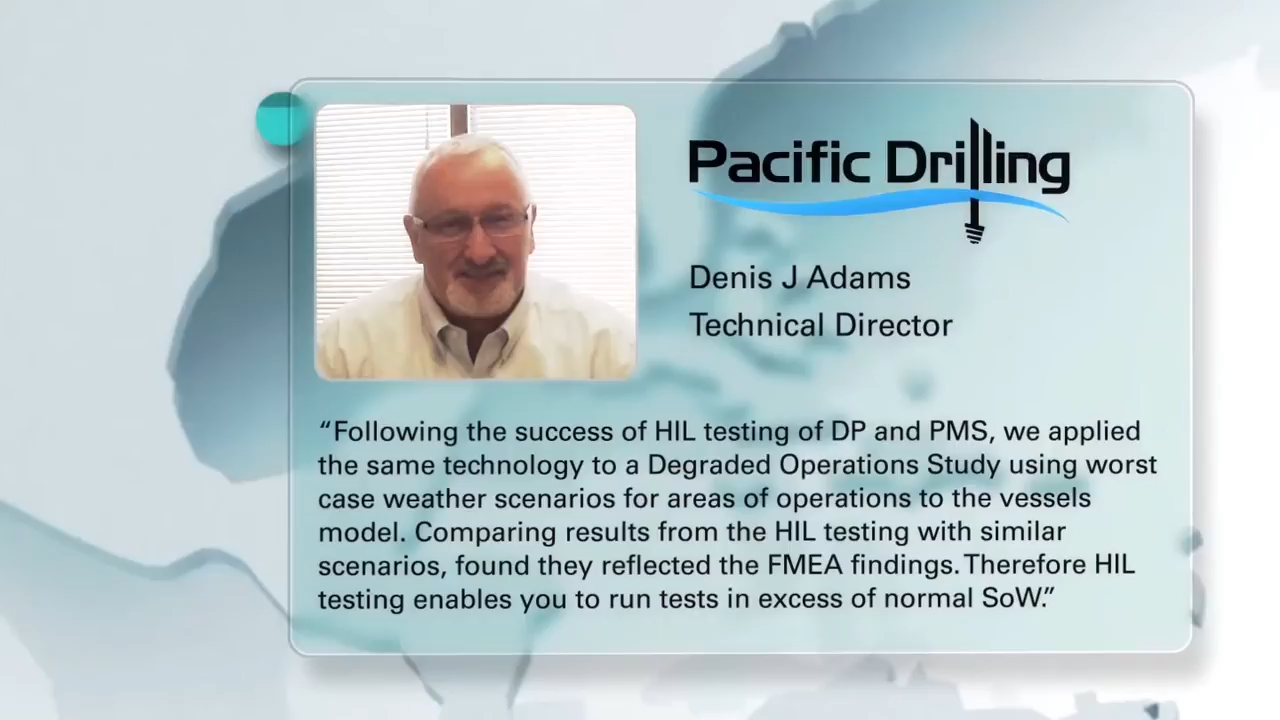 Pacific Drilling
Denis J Adams
Technical Director
“Following the success of HIL testing of DP and PMS, we applied
the same technology to a Degraded Operations Study using worst
case weather scenarios for areas of operations to the vessels
model. Comparing results from the HIL testing with similar
scenarios, found they reflected the FMEA findings. Therefore HIL
testing enables you to run tests in excess of normal SoW.”